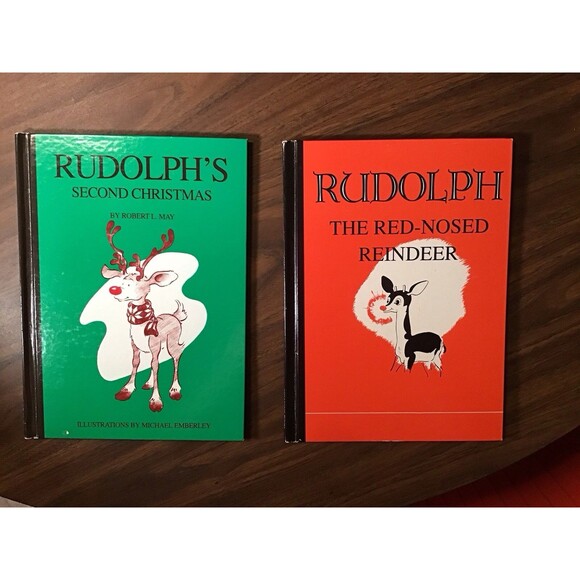 RUDOLPH'S
SECOND CHRISTMAS
BY ROBERT L. MAY
ILLUSTRATIONS BY MICHAEL EMBERLEY
RUDOLPH
THE RED-NOSED
REINDEER